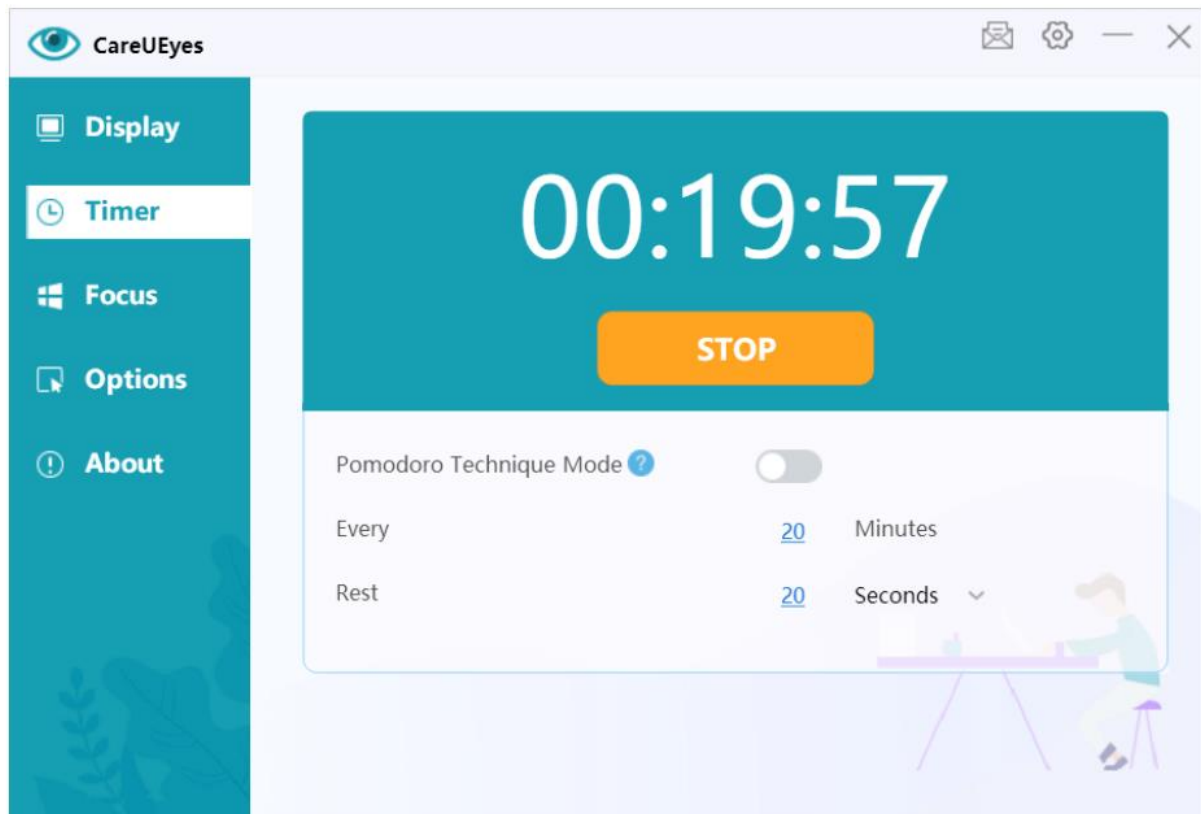 CareUEyes
Display
Timer
Focus
Options
About
00:19:57
STOP
Pomodoro Technique Mode ?
Every 20 Minutes
Rest 20 Seconds